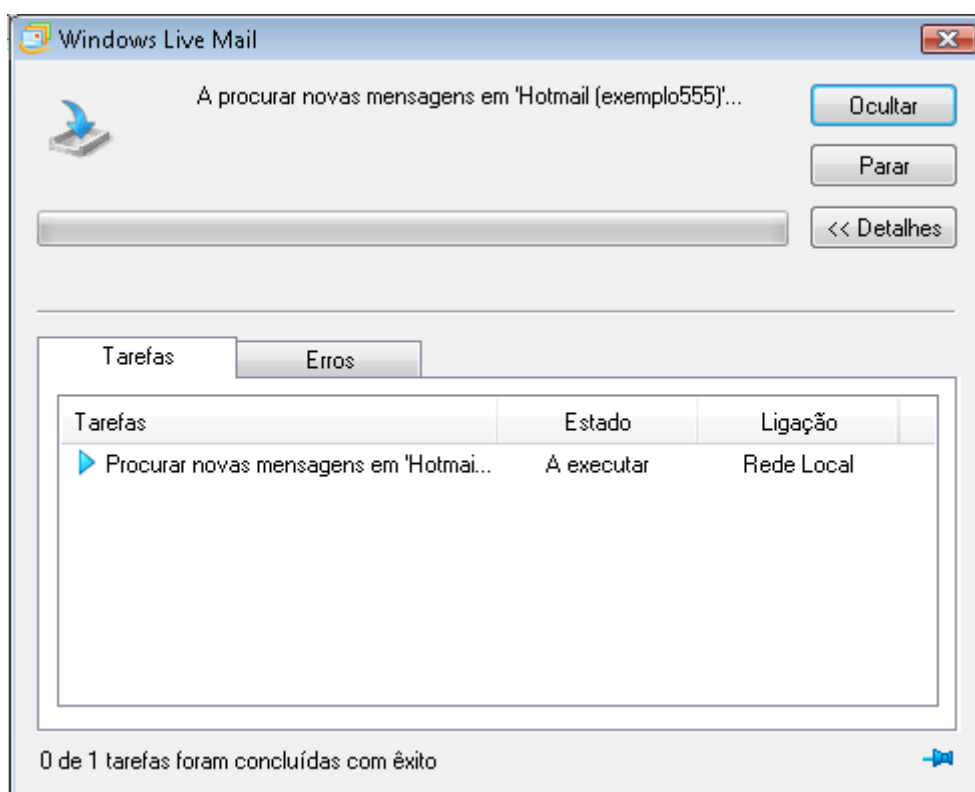 Windows Live Mail
A procurar novas mensagens em 'Hotmail (exemplo555)'...
Ocultar
Parar
<< Detalhes
Tarefas
Erros
Tarefas Estado Ligação
Procurar novas mensagens em 'Hotmai... A executar Rede Local
0 de 1 tarefas foram concluídas com êxito